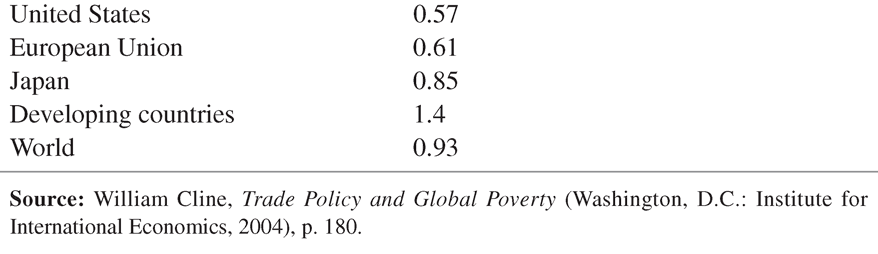 United States 0.57
European Union 0.61
Japan 0.85
Developing countries 1.4
World 0.93
Source: William Cline, Trade Policy and Global Poverty (Washington, D.C.: Institute for
International Economics, 2004), p. 180.